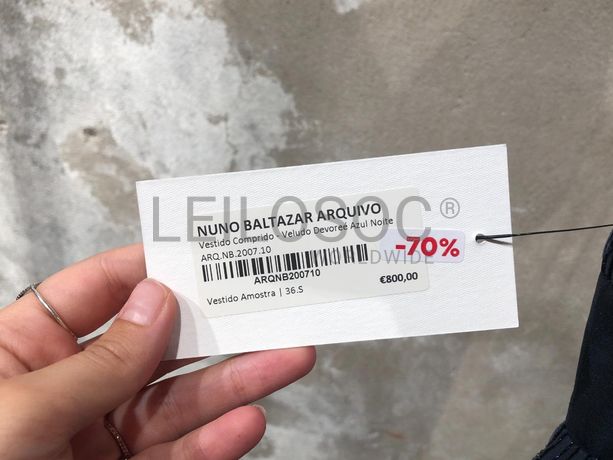 NUNO BALTAZAR ARQUIVO
Vestido Comprido - Veludo Devoreé Azul Noite
ARQ.NB.2007.10
ARQNB200710
Vestido Amostra | 36.S
€800,00
-70%
LEILOSOC®
WORLDWIDE